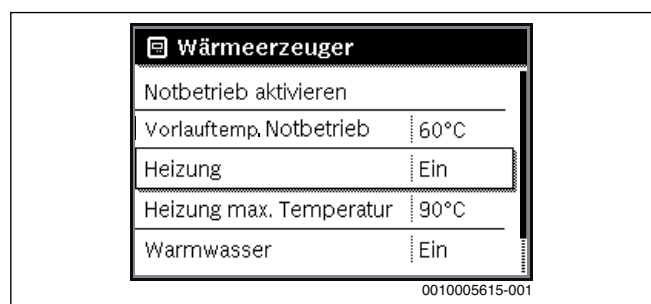 Wärmeerzeuger
Notbetrieb aktivieren
Vorlauftemp. Notbetrieb 60°C
Heizung Ein
Heizung max. Temperatur 90°C
Warmwasser Ein
0010005615-001